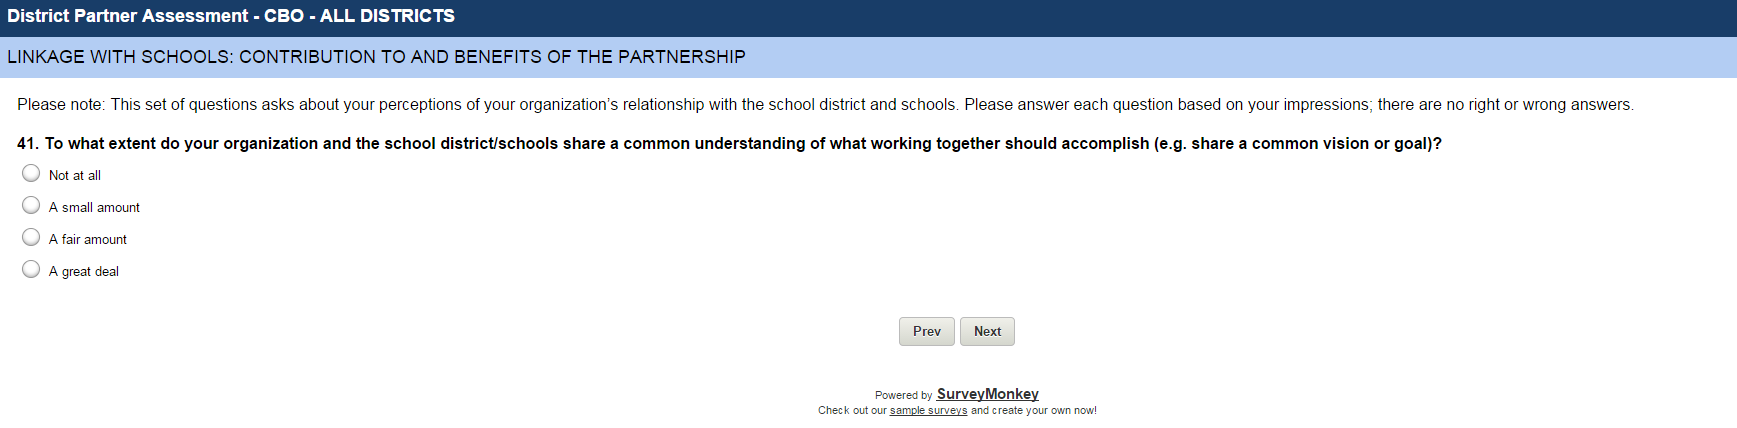 District Partner Assessment - CBO - ALL DISTRICTS
LINKAGE WITH SCHOOLS: CONTRIBUTION TO AND BENEFITS OF THE PARTNERSHIP
Please note: This set of questions asks about your perceptions of your organization’s relationship with the school district and schools. Please answer each question based on your impressions; there are no right or wrong answers.
41. To what extent do your organization and the school district/schools share a common understanding of what working together should accomplish (e.g. share a common vision or goal)?
Not at all
A small amount
A fair amount
A great deal
Prev Next
Powered by SurveyMonkey
Check out our sample surveys and create your own now!